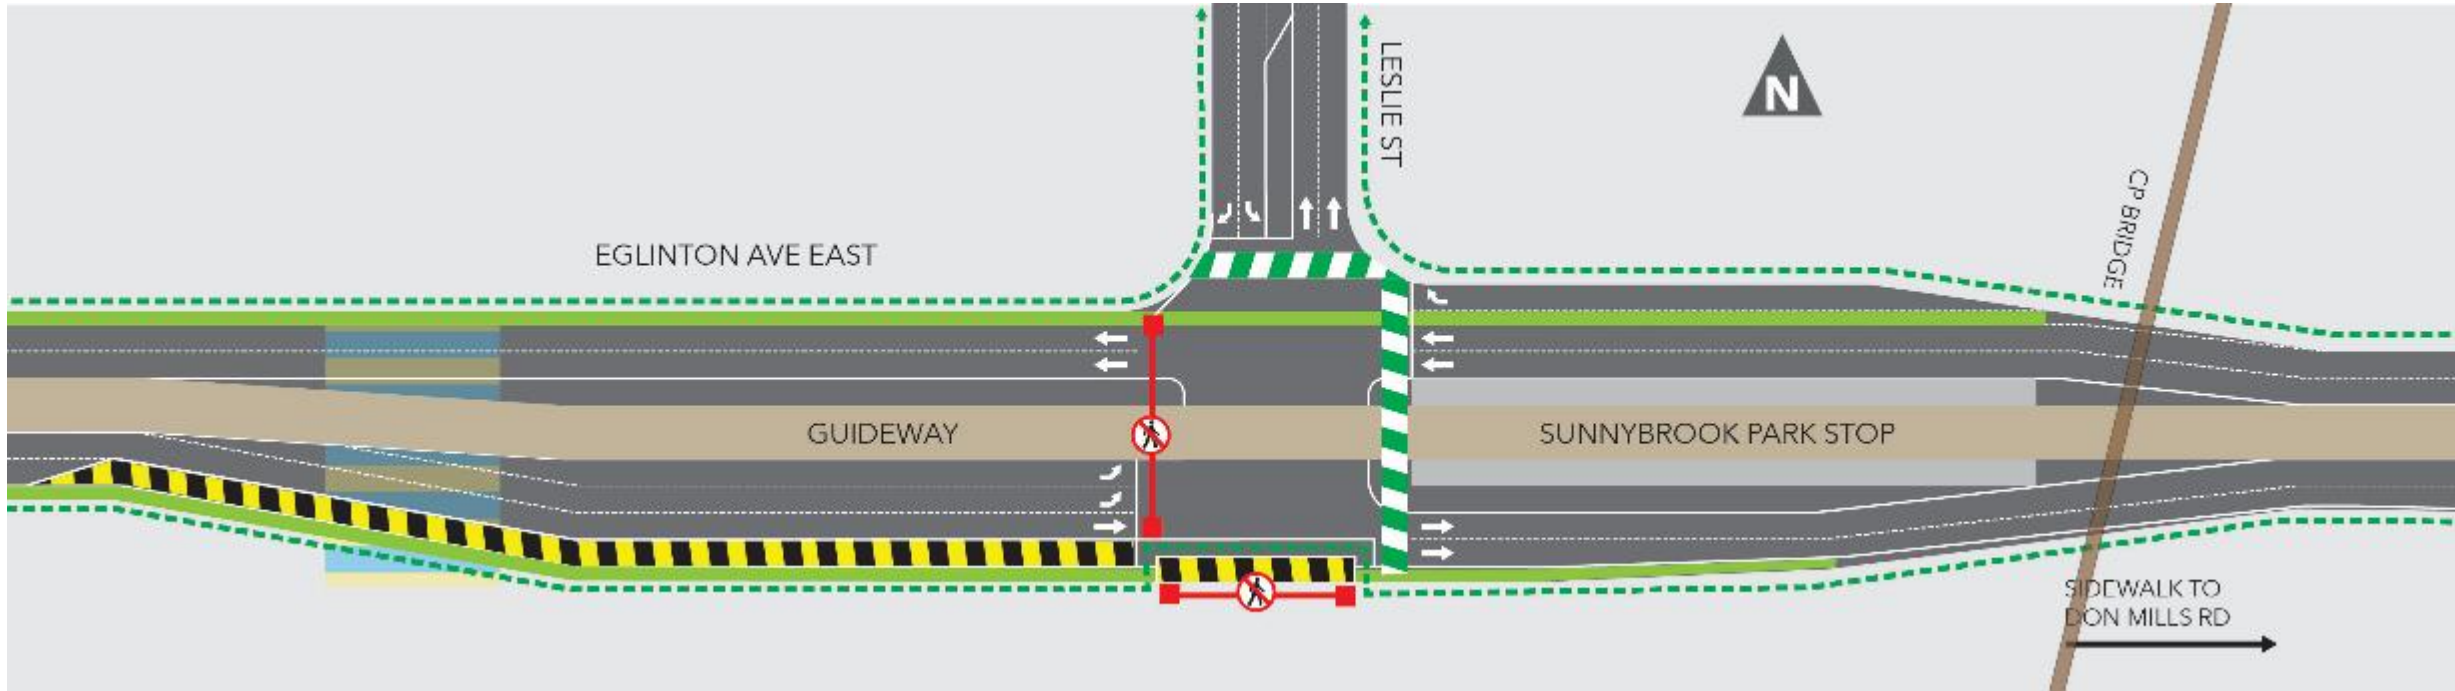 LESLIE ST
N
CP BRIDGE
EGLINTON AVE EAST
GUIDEWAY
SUNNYBROOK PARK STOP
SIDEWALK TO
DON MILLS RD